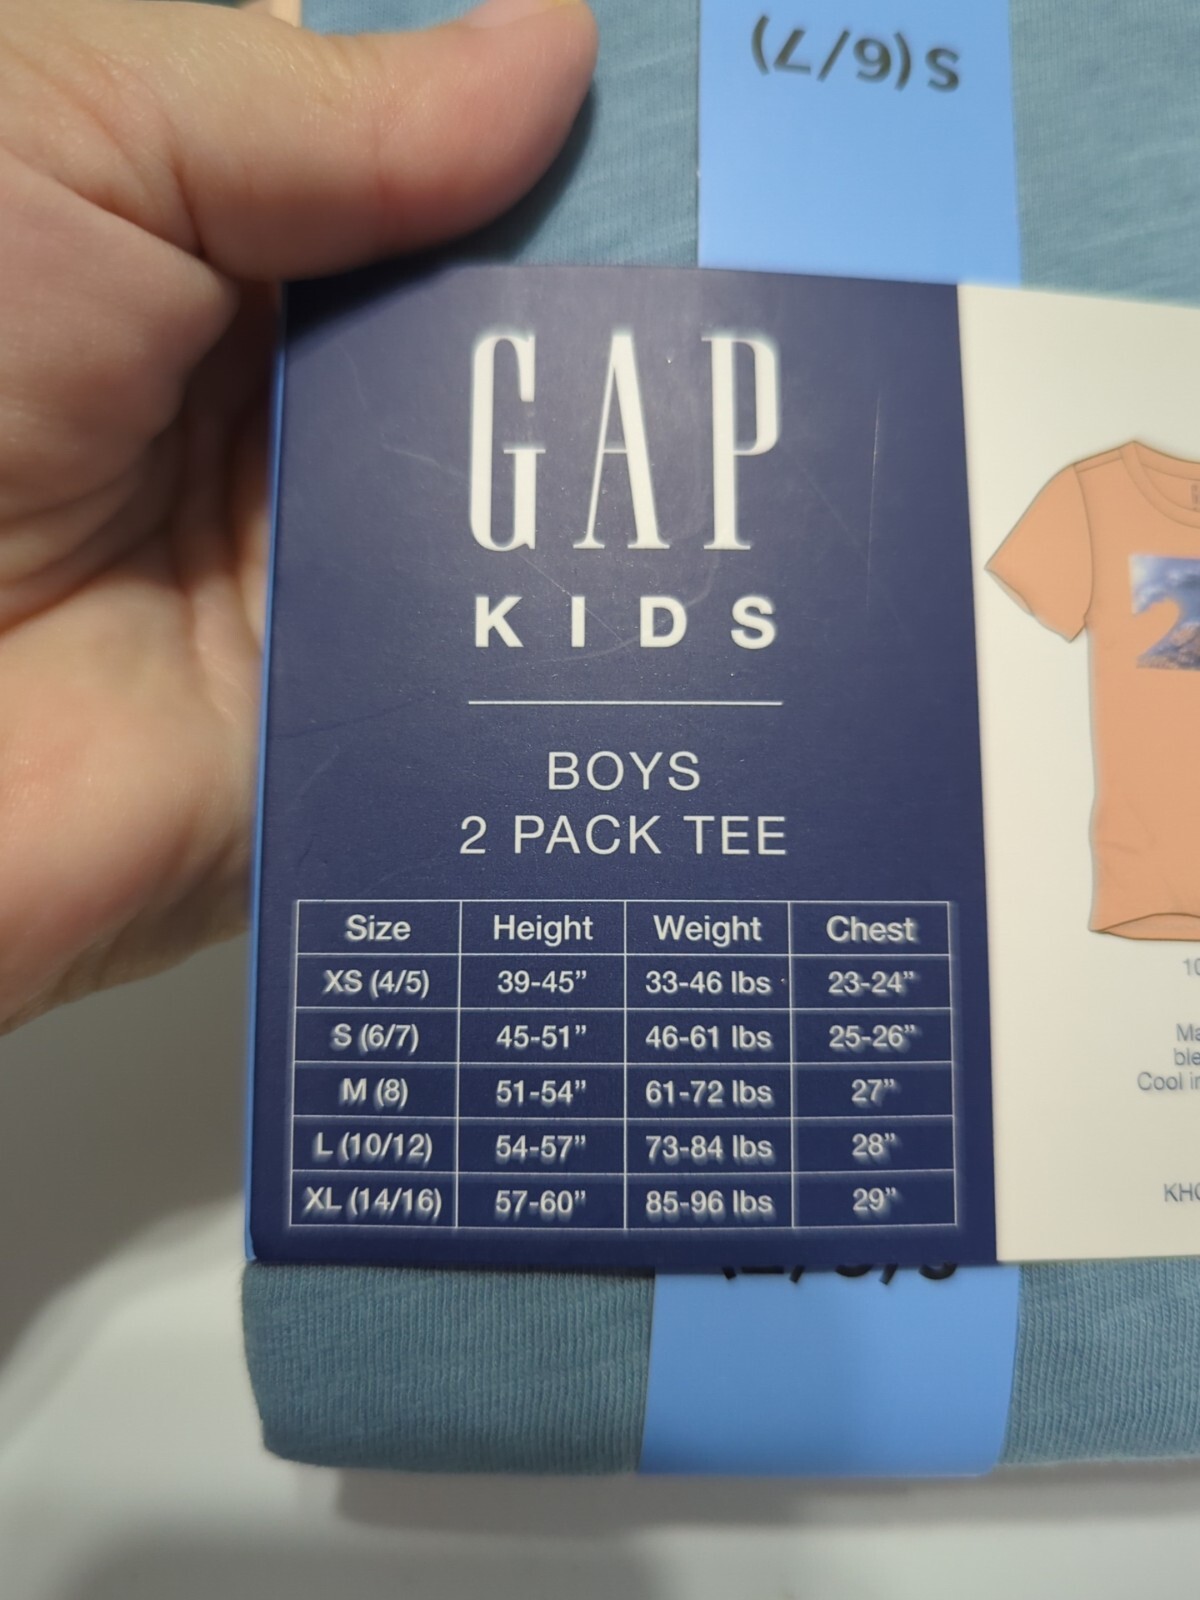 S (6/7)
GAP
KIDS
BOYS
2 PACK TEE
Size Height Weight Chest
XS (4/5) 39-45” 33-46 lbs 23-24”
S (6/7) 45-51” 46-61 lbs 25-26”
M (8) 51-54” 61-72 lbs 27”
L (10/12) 54-57” 73-84 lbs 28”
XL (14/16) 57-60” 85-96 lbs 29”
Cool